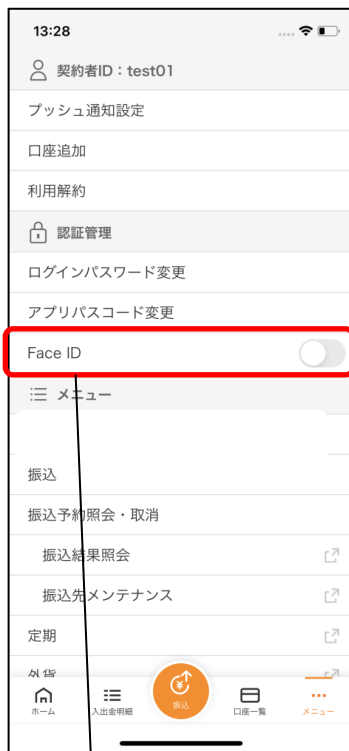 13:28
契約者ID：test01
プッシュ通知設定
口座追加
利用解約
認証管理
ログインパスワード変更
アプリパスコード変更
Face ID
メニュー
振込
振込予約照会・取消
振込結果照会
振込先メンテナンス
定期
外貨
ホーム
入出金明細
振込
口座一覧
メニュー